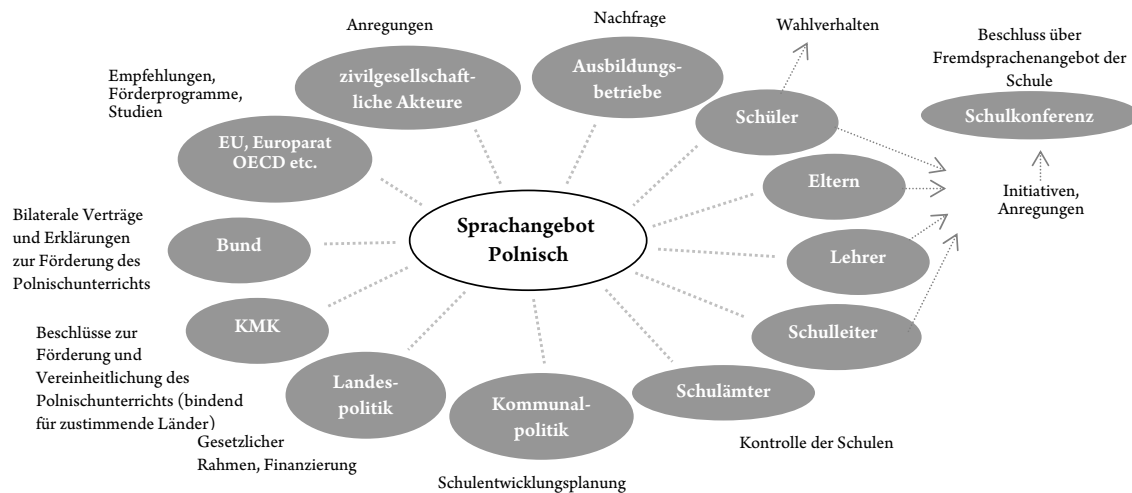 Anregungen
Nachfrage
Wahlverhalten
Beschluss über
Fremdsprachenangebot der
Schule
Empfehlungen,
Förderprogramme,
Studien
zivilgesellschaft-
tliche Akteure
Ausbildungs-
betriebe
Schüler
Schulkonferenz
EU, Europarat
OECD etc.
Eltern
Initiativen,
Anregungen
Bilaterale Verträge
und Erklärungen
zur Förderung des
Polnischunterrichts
Bund
Sprachangebot
Polnisch
Lehrer
KMK
Schulleiter
Beschlüsse zur
Förderung und
Vereinheitlichung des
Polnischunterrichts (bindend
für zustimmende Länder)
Landes-
politik
Kommunal-
politik
Schulämter
Gesetzlicher
Rahmen, Finanzierung
Kontrolle der Schulen
Schulentwicklungsplanung